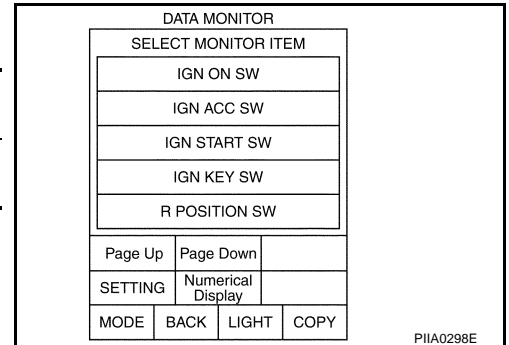 DATA MONITOR
SELECT MONITOR ITEM
IGN ON SW
IGN ACC SW
IGN START SW
IGN KEY SW
R POSITION SW
Page Up Page Down
SETTING Numerical
Display
MODE BACK LIGHT COPY
PIIA0298E